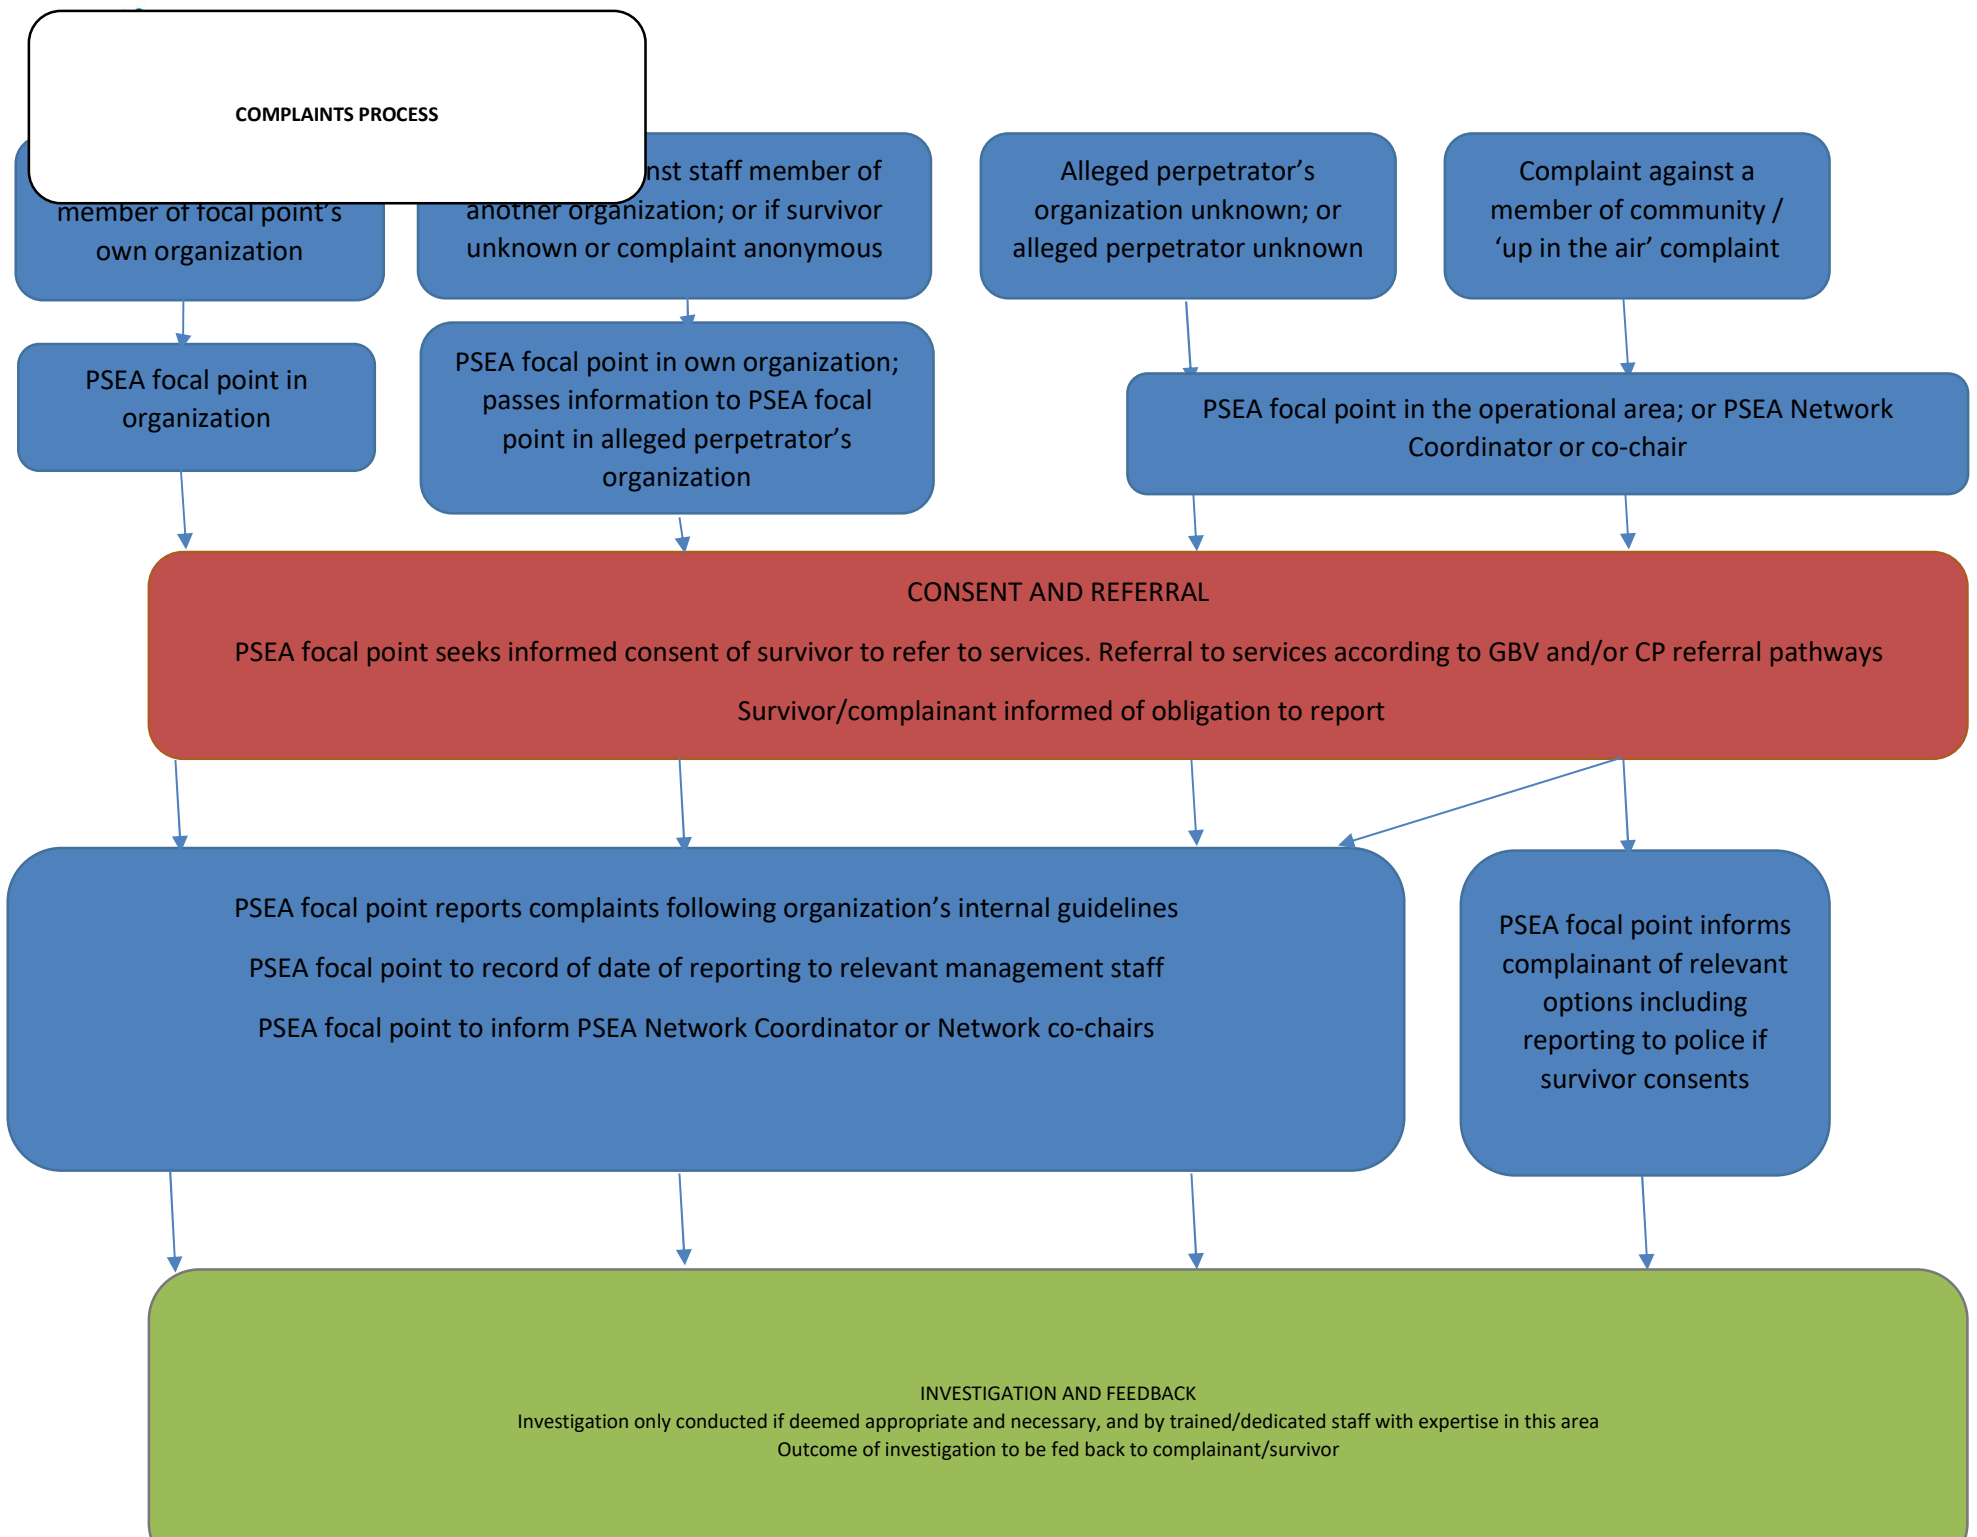 COMPLAINTS PROCESS
member of focal point’s
own organization
staff member of
another organization; or if survivor
unknown or complaint anonymous
Alleged perpetrator’s
organization unknown; or
alleged perpetrator unknown
Complaint against a
member of community /
‘up in the air’ complaint
PSEA focal point in
organization
PSEA focal point in own organization;
passes information to PSEA focal
point in alleged perpetrator’s
organization
PSEA focal point in the operational area; or PSEA Network
Coordinator or co-chair
CONSENT AND REFERRAL
PSEA focal point seeks informed consent of survivor to refer to services. Referral to services according to GBV and/or CP referral pathways
Survivor/complainant informed of obligation to report
PSEA focal point reports complaints following organization’s internal guidelines
PSEA focal point to record of date of reporting to relevant management staff
PSEA focal point to inform PSEA Network Coordinator or Network co-chairs
PSEA focal point informs
complainant of relevant
options including
reporting to police if
survivor consents
INVESTIGATION AND FEEDBACK
Investigation only conducted if deemed appropriate and necessary, and by trained/dedicated staff with expertise in this area
Outcome of investigation to be fed back to complainant/survivor